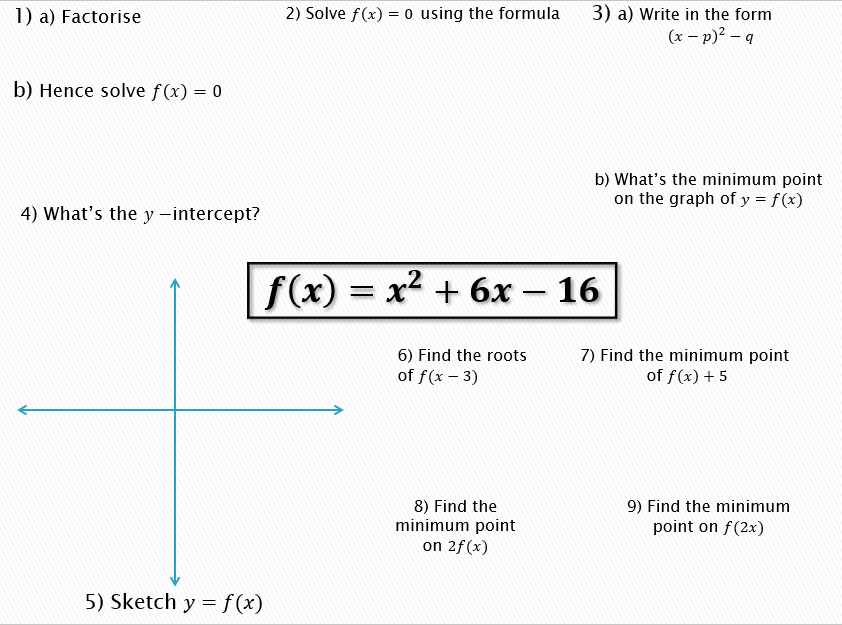 1) a) Factorise
2) Solve f(x) = 0 using the formula
3) a) Write in the form
(x − p)² − q
b) Hence solve f(x) = 0
b) What’s the minimum point
on the graph of y = f(x)
4) What’s the y −intercept?
f(x) = x² + 6x − 16
6) Find the roots
of f(x − 3)
7) Find the minimum point
of f(x) + 5
8) Find the
minimum point
on 2f(x)
9) Find the minimum
point on f(2x)
5) Sketch y = f(x)